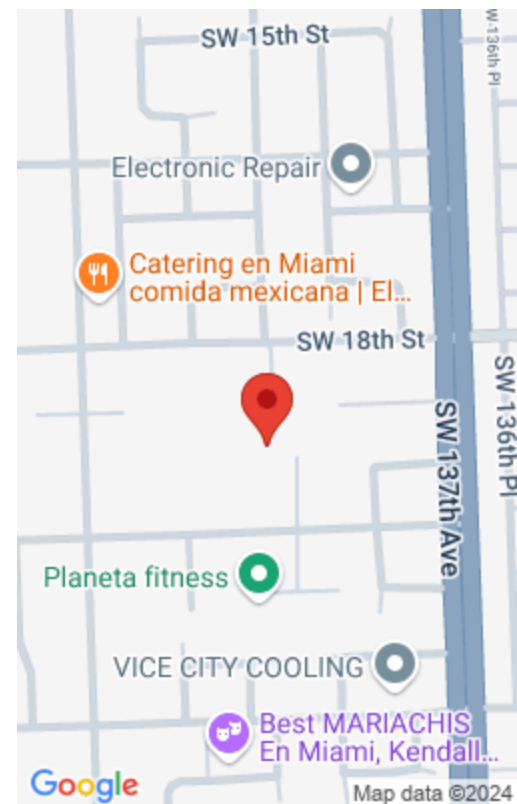 SW 15th St
SW 136th Pl
Electronic Repair
Catering en Miami
comida mexicana | El...
SW 18th St
SW 136th Pl
SW 137th Ave
Planeta fitness
VICE CITY COOLING
Best MARIACHIS
En Miami, Kendall...
Google
Map data ©2024